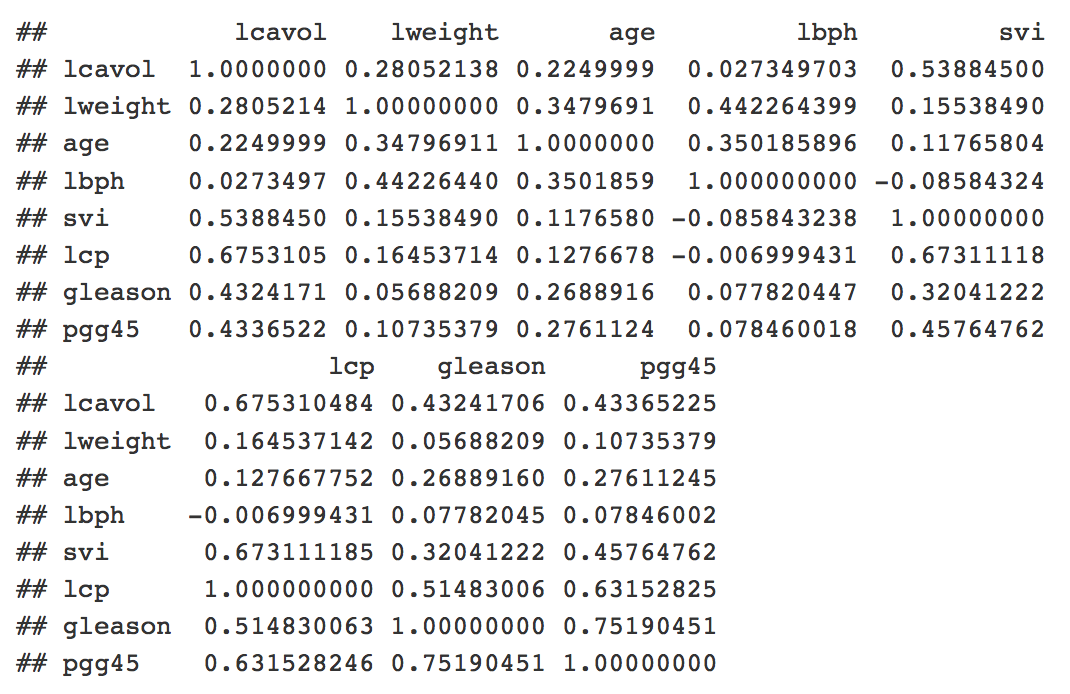 ##            lcavol    lweight       age         lbph         svi
## lcavol  1.0000000 0.28052138 0.2249999  0.027349703  0.53884500
## lweight 0.2805214 1.00000000 0.3479691  0.442264399  0.15538490
## age     0.2249999 0.34796911 1.0000000  0.350185896  0.11765804
## lbph    0.0273497 0.44226440 0.3501859  1.000000000 -0.08584324
## svi     0.5388450 0.15538490 0.1176580 -0.085843238  1.00000000
## lcp     0.6753105 0.16453714 0.1276678 -0.006999431  0.67311118
## gleason 0.4324171 0.05688209 0.2688916  0.077820447  0.32041222
## pgg45   0.4336522 0.10735379 0.2761124  0.078460018  0.45764762
##                  lcp    gleason      pgg45
## lcavol   0.675310484 0.43241706 0.43365225
## lweight  0.164537142 0.05688209 0.10735379
## age      0.127667752 0.26889160 0.27611245
## lbph    -0.006999431 0.07782045 0.07846002
## svi      0.673111185 0.32041222 0.45764762
## lcp      1.000000000 0.51483006 0.63152825
## gleason  0.514830063 1.00000000 0.75190451
## pgg45    0.631528246 0.75190451 1.00000000